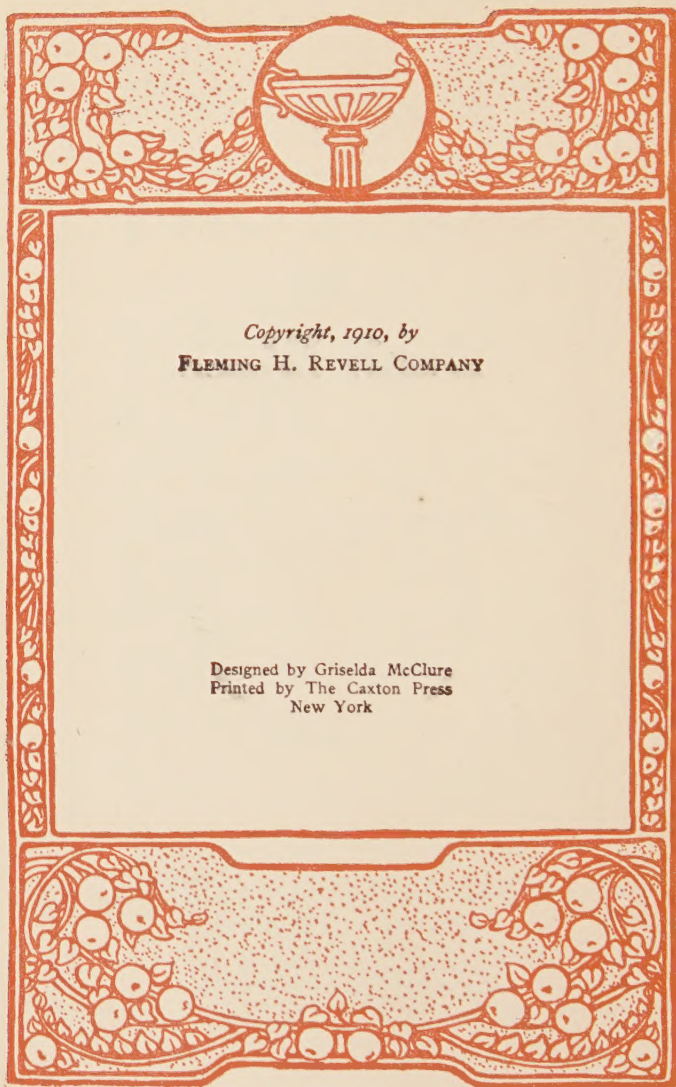 Copyright, 1910, by
FLEMING H. REVELL COMPANY
Designed by Griselda McClure
Printed by The Caxton Press
New York